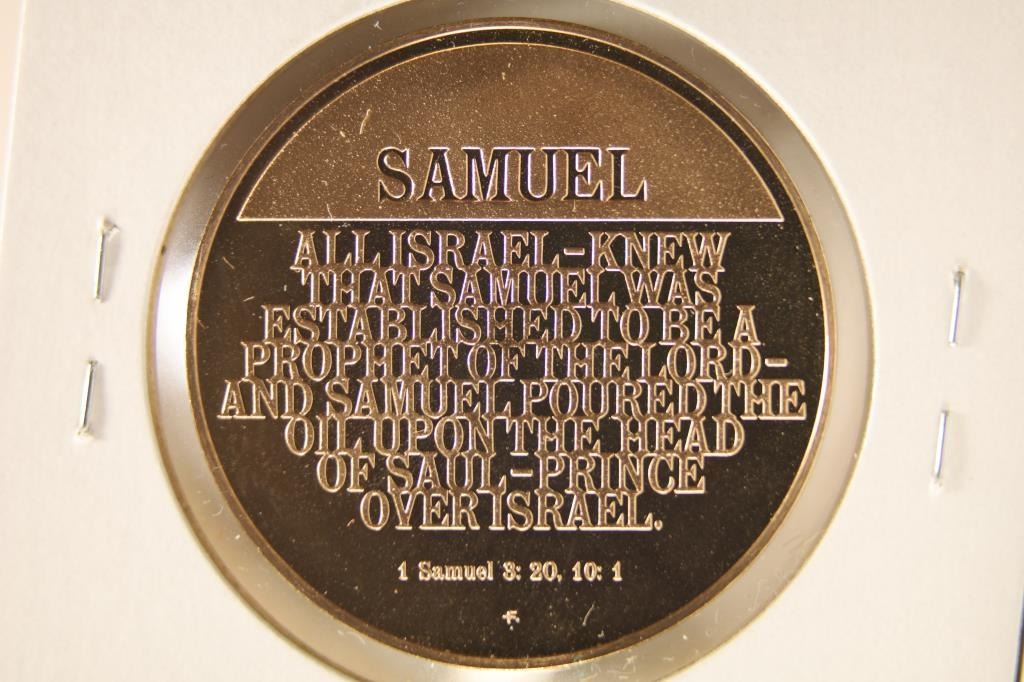 SAMUEL
ALL ISRAEL-KNEW
THAT SAMUEL WAS
ESTABLISHED TO BE A
PROPHET OF THE LORD-
AND SAMUEL POURED THE
OIL UPON THE HEAD
OF SAUL-PRINCE
OVER ISRAEL.
1 Samuel 3: 20, 10: 1